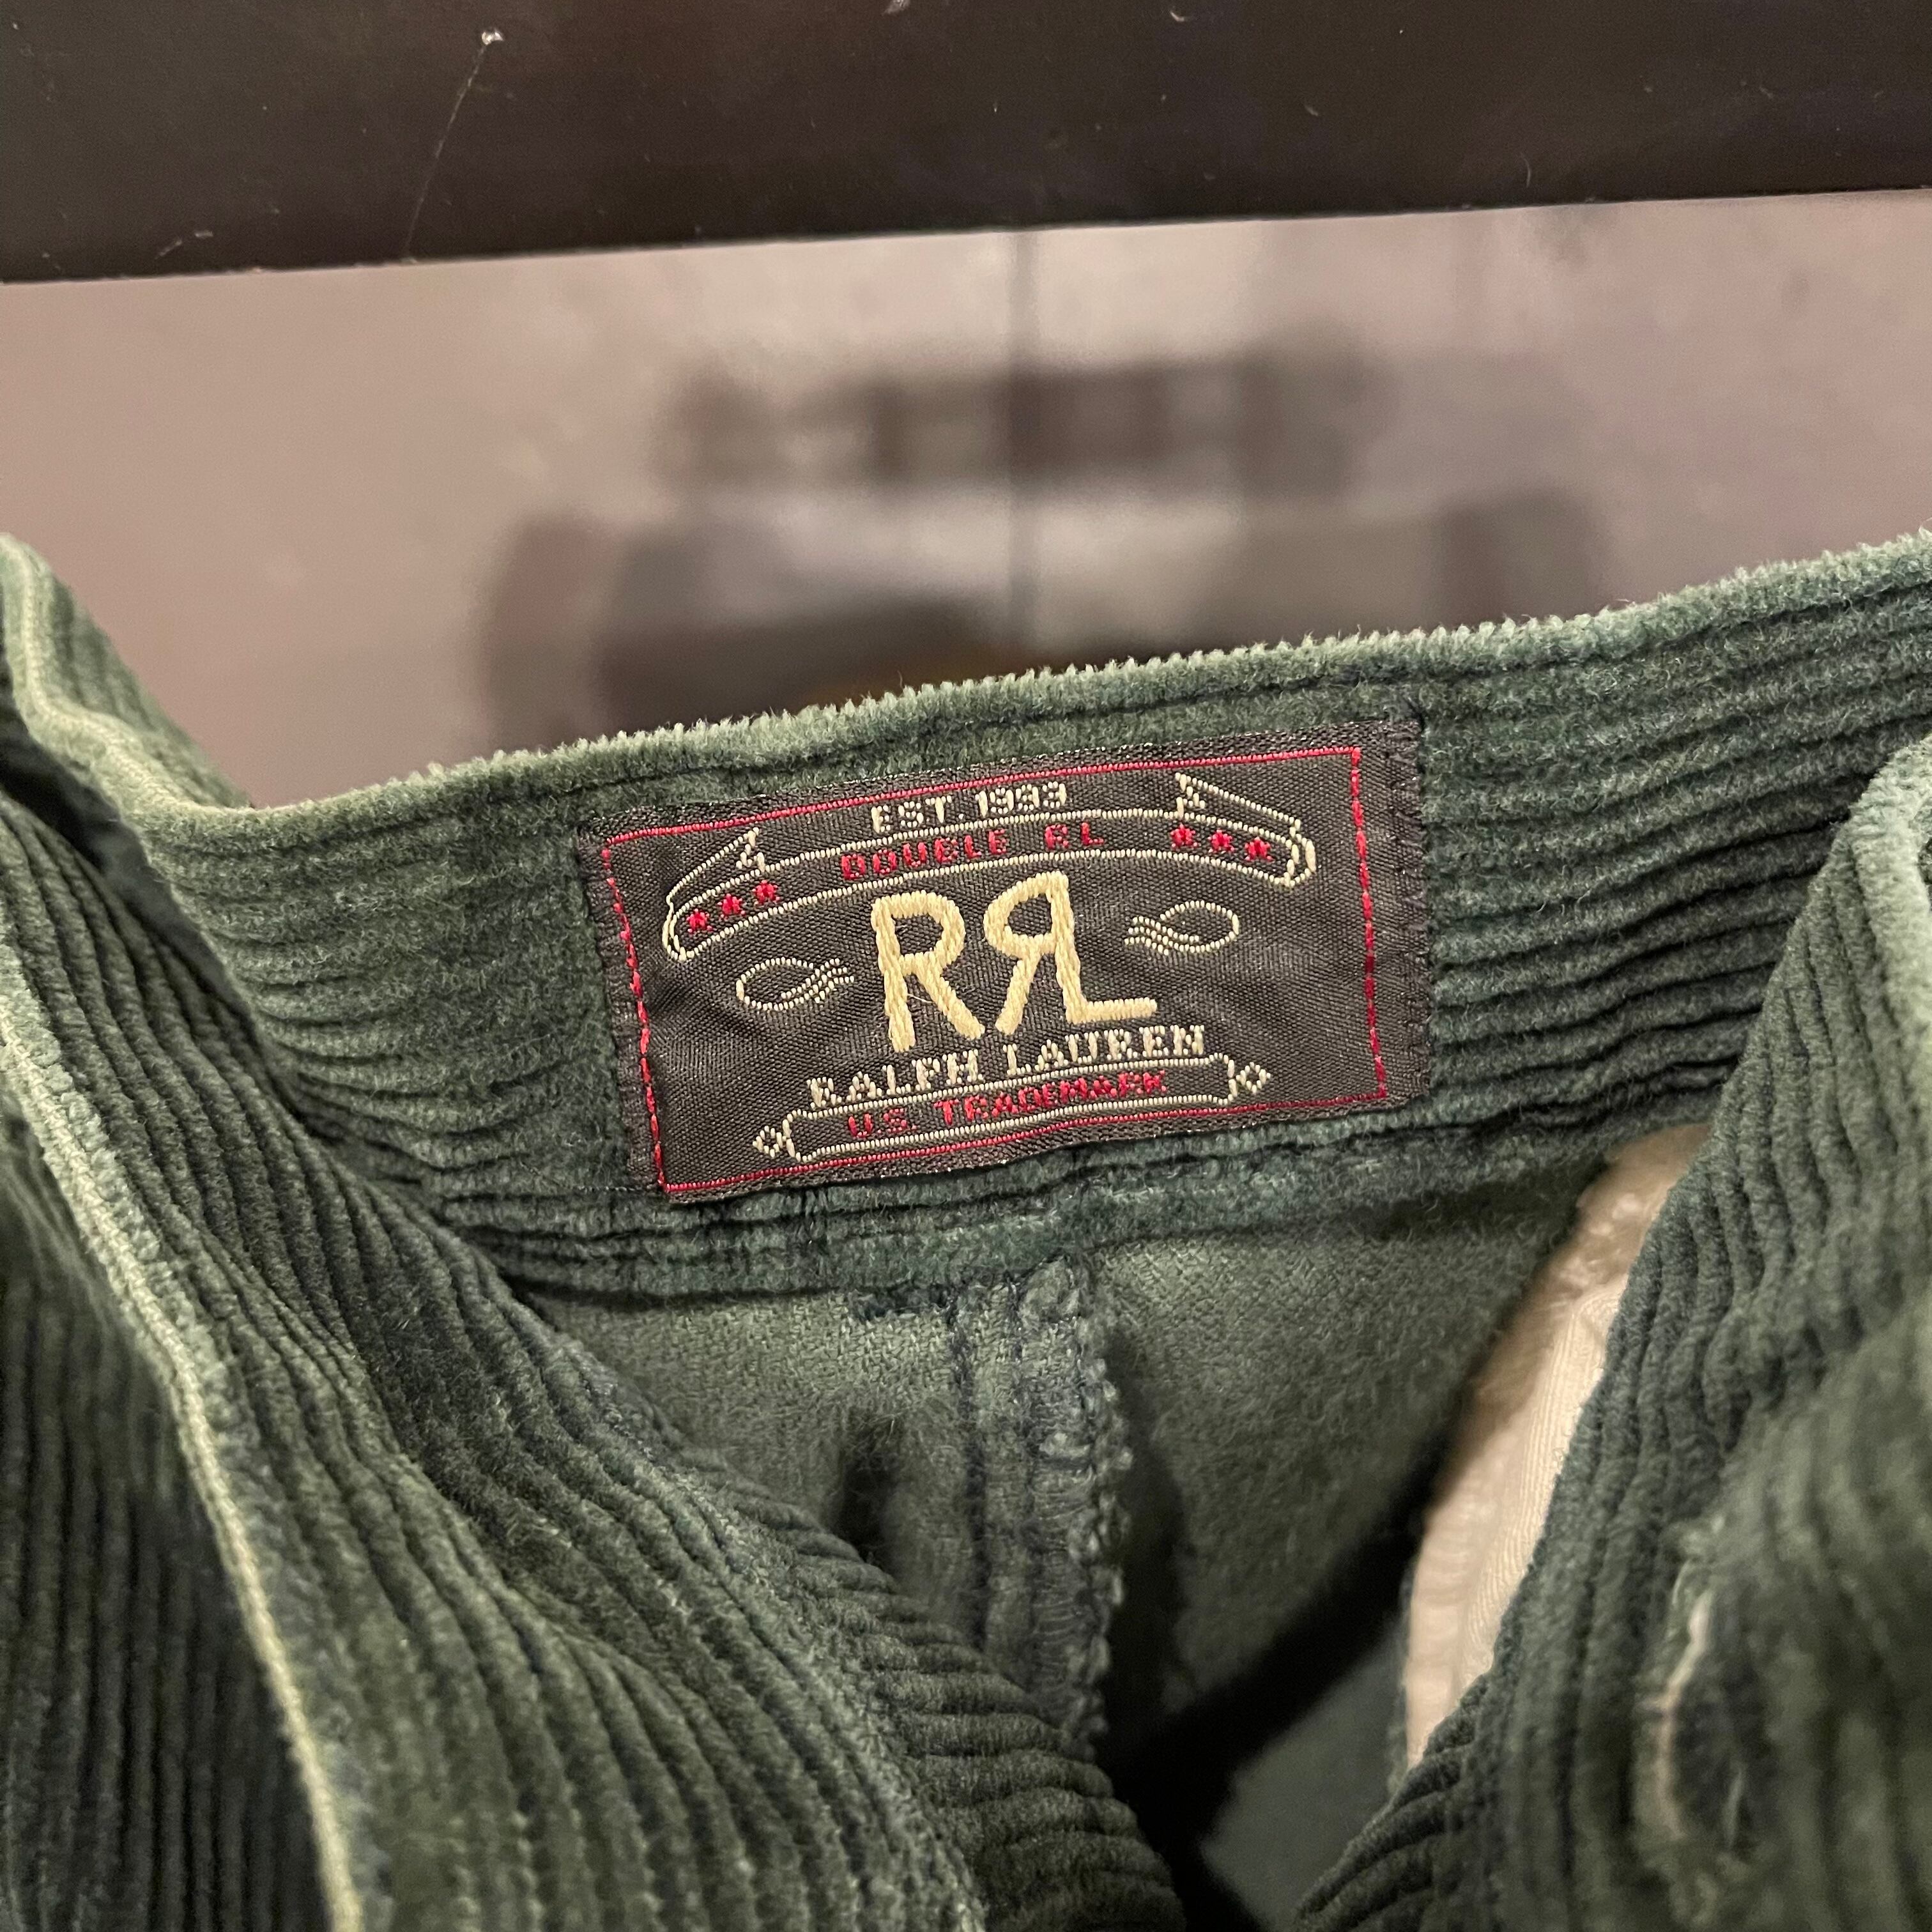 EST. 1993
DOUBLE RL
RRL
RALPH LAUREN
U.S. TRADEMARK